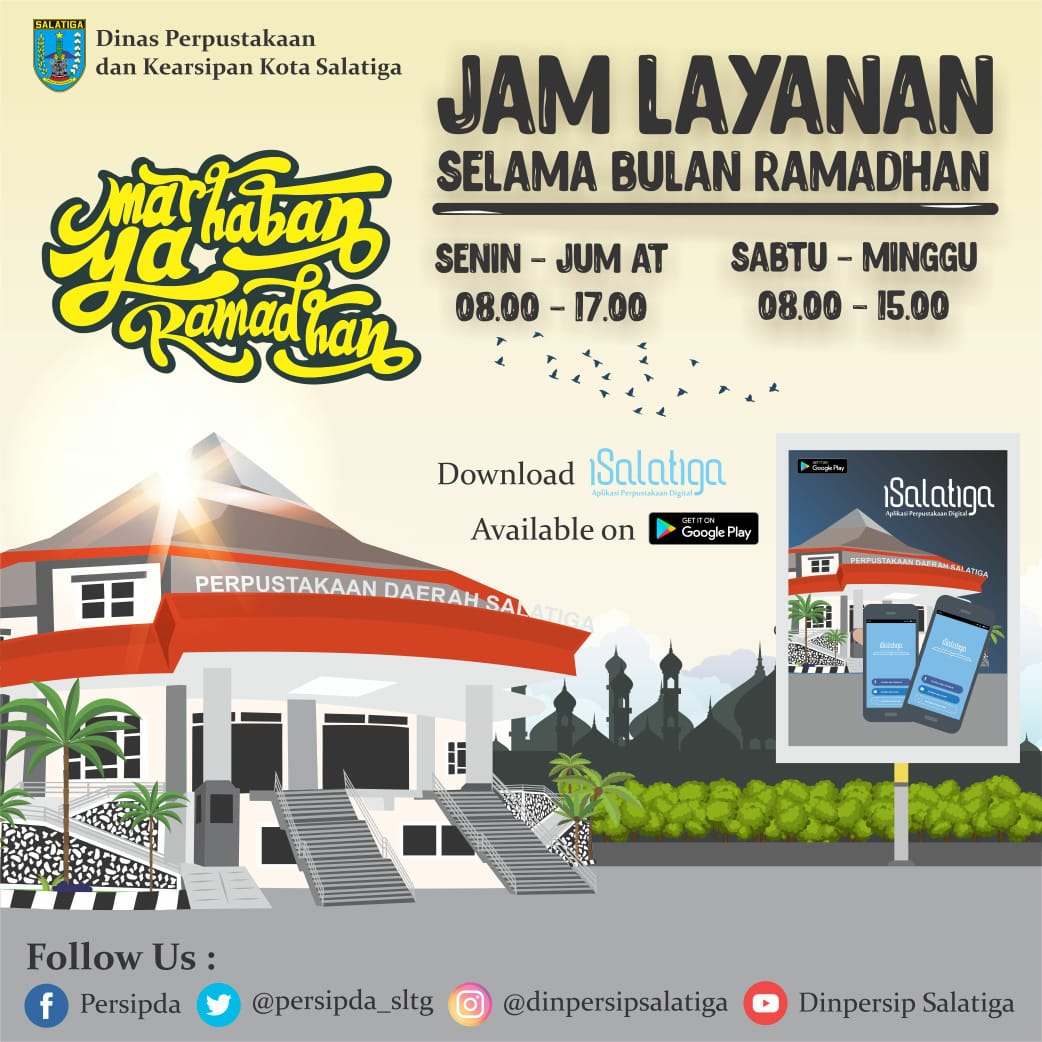 SALATIGA
Dinas Perpustakaan
dan Kearsipan Kota Salatiga
JAM LAYANAN
SELAMA BULAN RAMADHAN
SENIN - JUM AT
08.00 - 17.00
SABTU - MINGGU
08.00 - 15.00
marhaban
ya
Ramadhan
Download iSalatiga
Aplikasi Perpustakaan Digital
Available on GET IT ON Google Play
GET IT ON
Google Play
iSalatiga
Aplikasi Perpustakaan Digital
PERPUSTAKAAN DAERAH SALATIGA
iSalatiga
iSalatiga
PERPUSTAKAAN DAERAH SALATIGA
Follow Us :
Persipda
@persipda_sltg
@dinpersipsalatiga
Dinpersip Salatiga